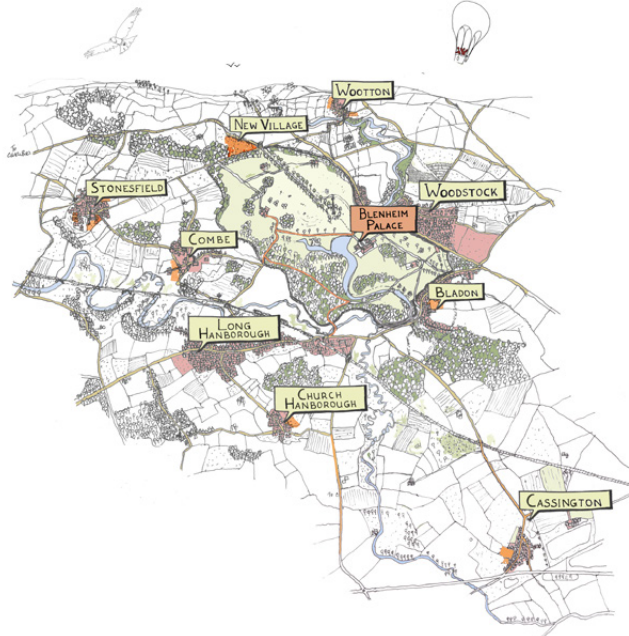 WOOTTON
NEW VILLAGE
STONESFIELD
WOODSTOCK
BLENHEIM
PALACE
COMBE
BLADON
LONG
HANBOROUGH
CHURCH
HANBOROUGH
CASSINGTON